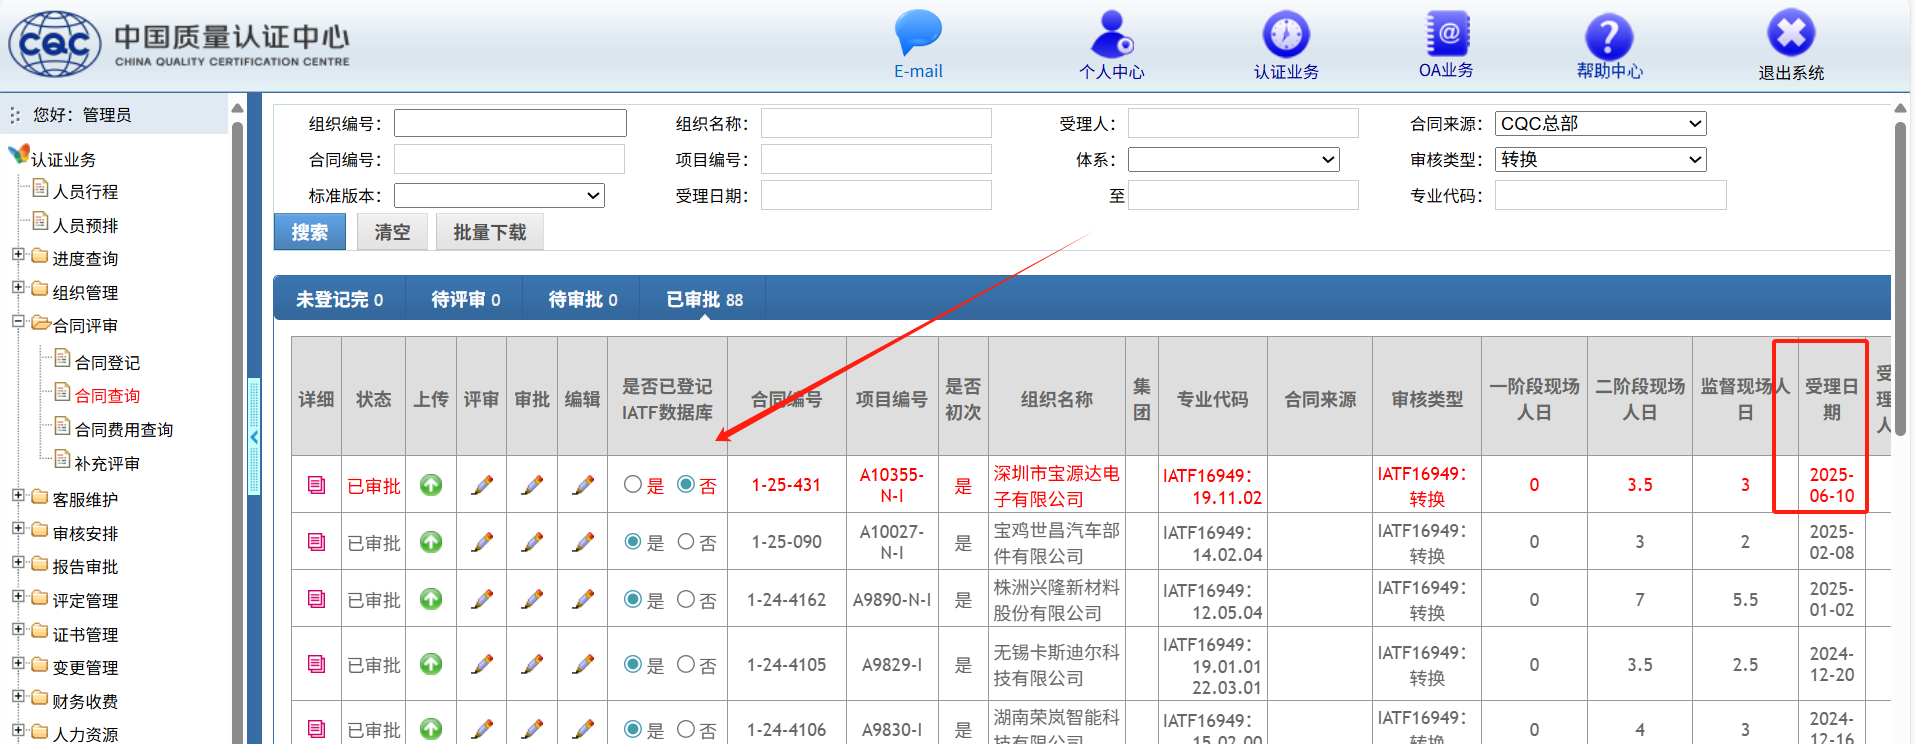 CQC 中国质量认证中心
CHINA QUALITY CERTIFICATION CENTRE
E-mail 个人中心 认证业务 OA业务 帮助中心 退出系统
您好：管理员
认证业务
人员行程
人员预排
进度查询
组织管理
合同评审
合同登记
合同查询
合同费用查询
补充评审
客服维护
审核安排
报告审批
评定管理
证书管理
变更管理
财务收费
人力资源
组织编号： 组织名称： 受理人： 合同来源： CQC总部
合同编号： 项目编号： 体系： 审核类型： 转换
标准版本： 受理日期： 至 专业代码：
搜索 清空 批量下载
未登记完 0 待评审 0 待审批 0 已审批 88
详细 状态 上传 评审 审批 编辑 是否已登记IATF数据库 合同编号 项目编号 是否初次 组织名称 集团 专业代码 合同来源 审核类型 一阶段现场人日 二阶段现场人日 监督现场人日 受理日期 受理人
已审批 是 否 1-25-431 A10355-N-I 是 深圳市宝源达电子有限公司 IATF16949：19.11.02 IATF16949：转换 0 3.5 3 2025-06-10
已审批 是 否 1-25-090 A10027-N-I 是 宝鸡世昌汽车部件有限公司 IATF16949：14.02.04 IATF16949：转换 0 3 2 2025-02-08
已审批 是 否 1-24-4162 A9890-N-I 是 株洲兴隆新材料股份有限公司 IATF16949：12.05.04 IATF16949：转换 0 7 5.5 2025-01-02
已审批 是 否 1-24-4105 A9829-I 是 无锡卡斯迪尔科技有限公司 IATF16949：19.01.01 22.03.01 IATF16949：转换 0 3.5 2.5 2024-12-20
已审批 是 否 1-24-4106 A9830-I 是 湖南荣岚智能科技有限公司 IATF16949：15.02.00 IATF16949：转换 0 4 3 2024-12-16